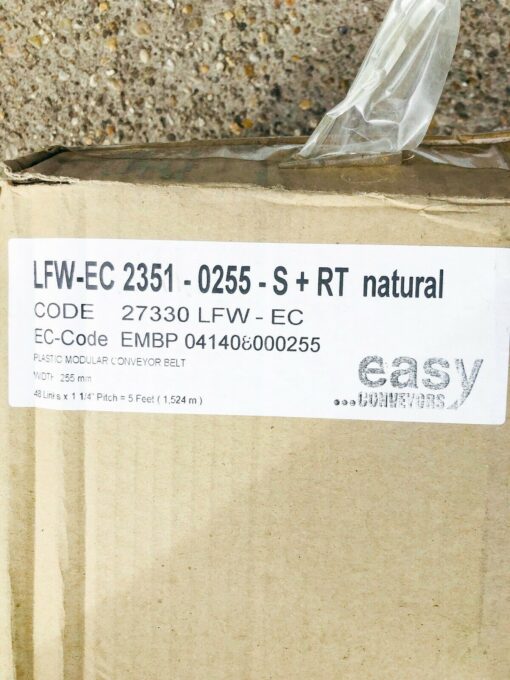 LFW-EC 2351 - 0255 - S + RT natural
CODE 27330 LFW - EC
EC-Code EMBP 041408000255
PLASTIC MODULAR CONVEYOR BELT
WIDTH 255 mm
48 Links x 1 1/4" Pitch = 5 Feet ( 1,524 m )
easy
...CONVEYORS